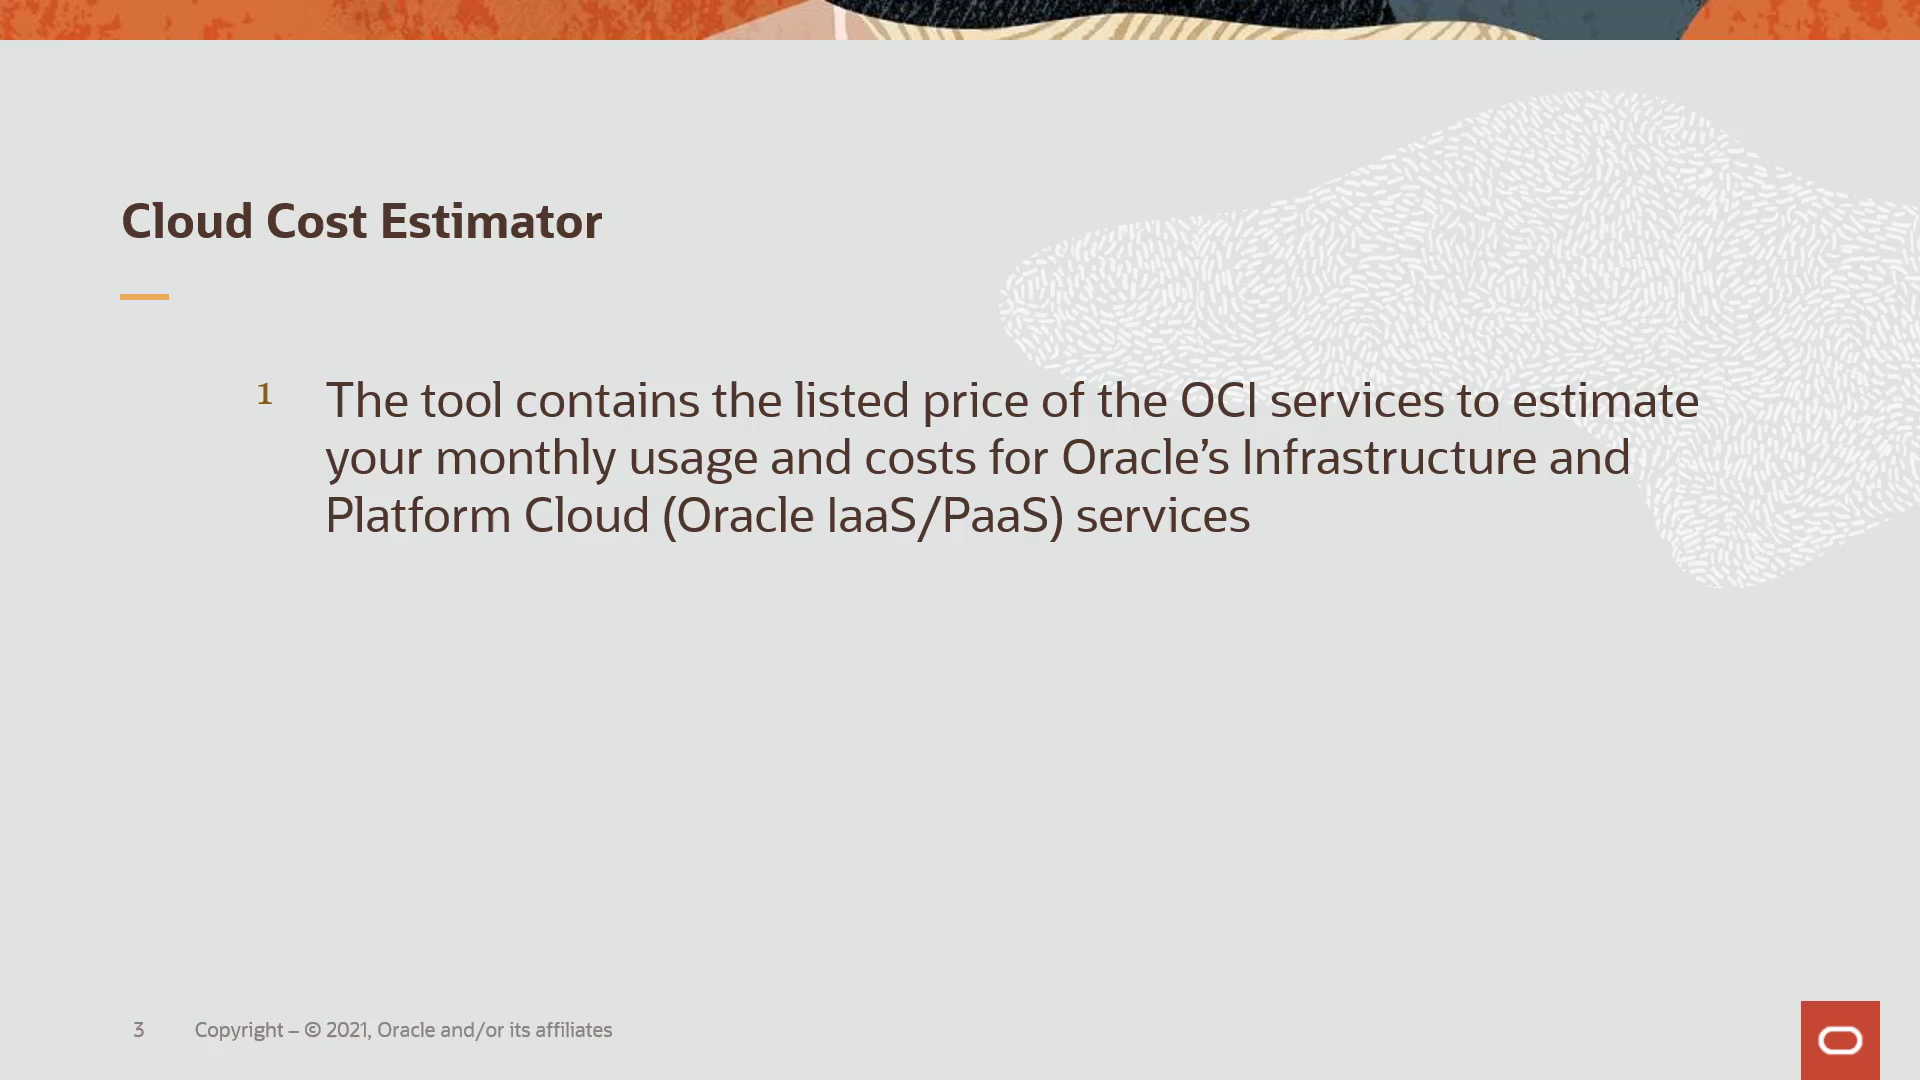 Cloud Cost Estimator
1 The tool contains the listed price of the OCI services to estimate
your monthly usage and costs for Oracle’s Infrastructure and
Platform Cloud (Oracle IaaS/PaaS) services
3 Copyright – © 2021, Oracle and/or its affiliates